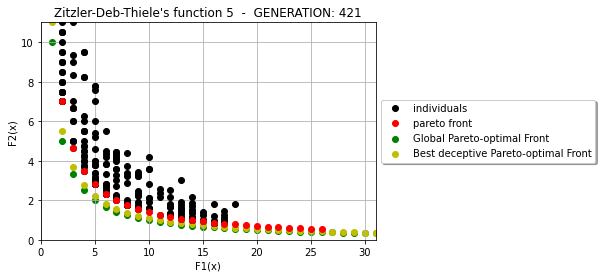 Zitzler-Deb-Thiele's function 5 - GENERATION: 421
10
8
6
4
2
0
F2(x)
0 5 10 15 20 25 30
F1(x)
individuals
pareto front
Global Pareto-optimal Front
Best deceptive Pareto-optimal Front